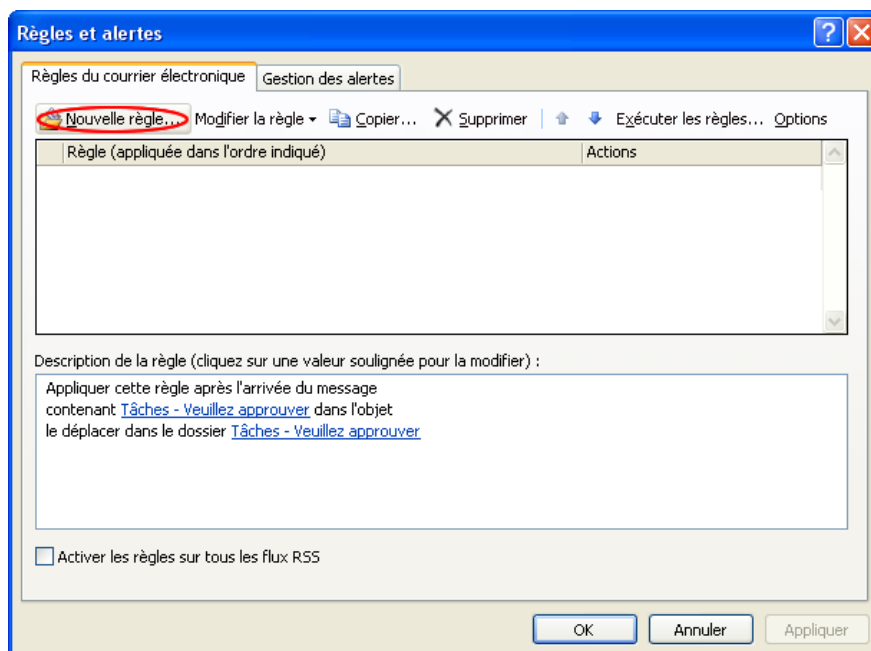 Règles et alertes
Règles du courrier électronique Gestion des alertes
Nouvelle règle... Modifier la règle Copier... Supprimer Exécuter les règles... Options
Règle (appliquée dans l'ordre indiqué) Actions
Description de la règle (cliquez sur une valeur soulignée pour la modifier) :
Appliquer cette règle après l'arrivée du message
contenant Tâches - Veuillez approuver dans l'objet
le déplacer dans le dossier Tâches - Veuillez approuver
Activer les règles sur tous les flux RSS
OK Annuler Appliquer